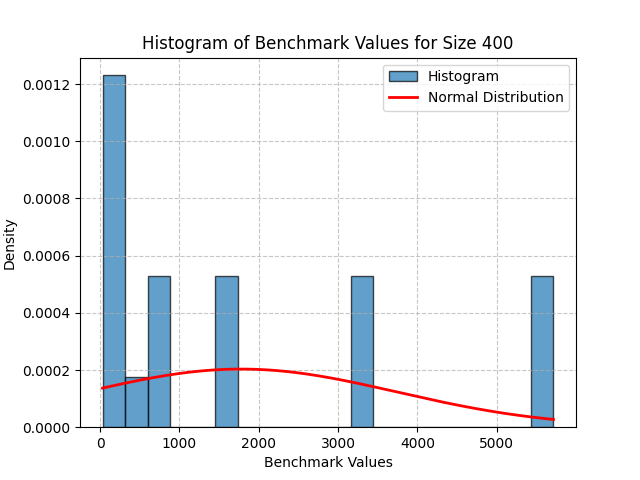 Histogram of Benchmark Values for Size 400
Histogram
Normal Distribution
Density
0.0012
0.0010
0.0008
0.0006
0.0004
0.0002
0.0000
0 1000 2000 3000 4000 5000
Benchmark Values